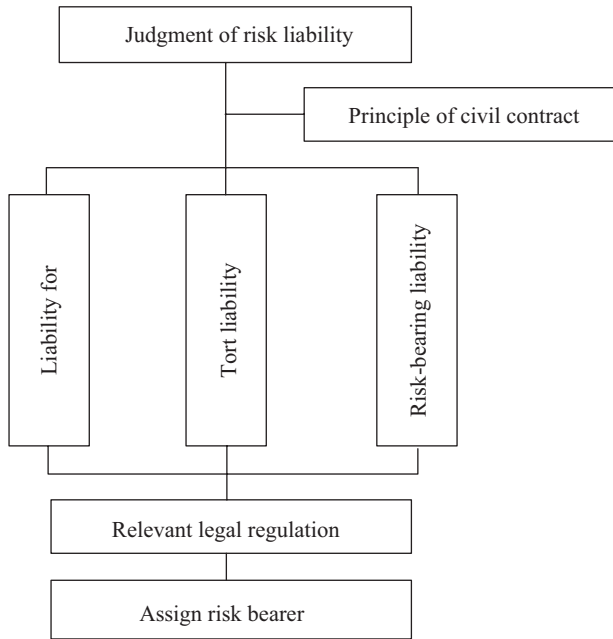 Judgment of risk liability
Principle of civil contract
Liability for
Tort liability
Risk-bearing liability
Relevant legal regulation
Assign risk bearer